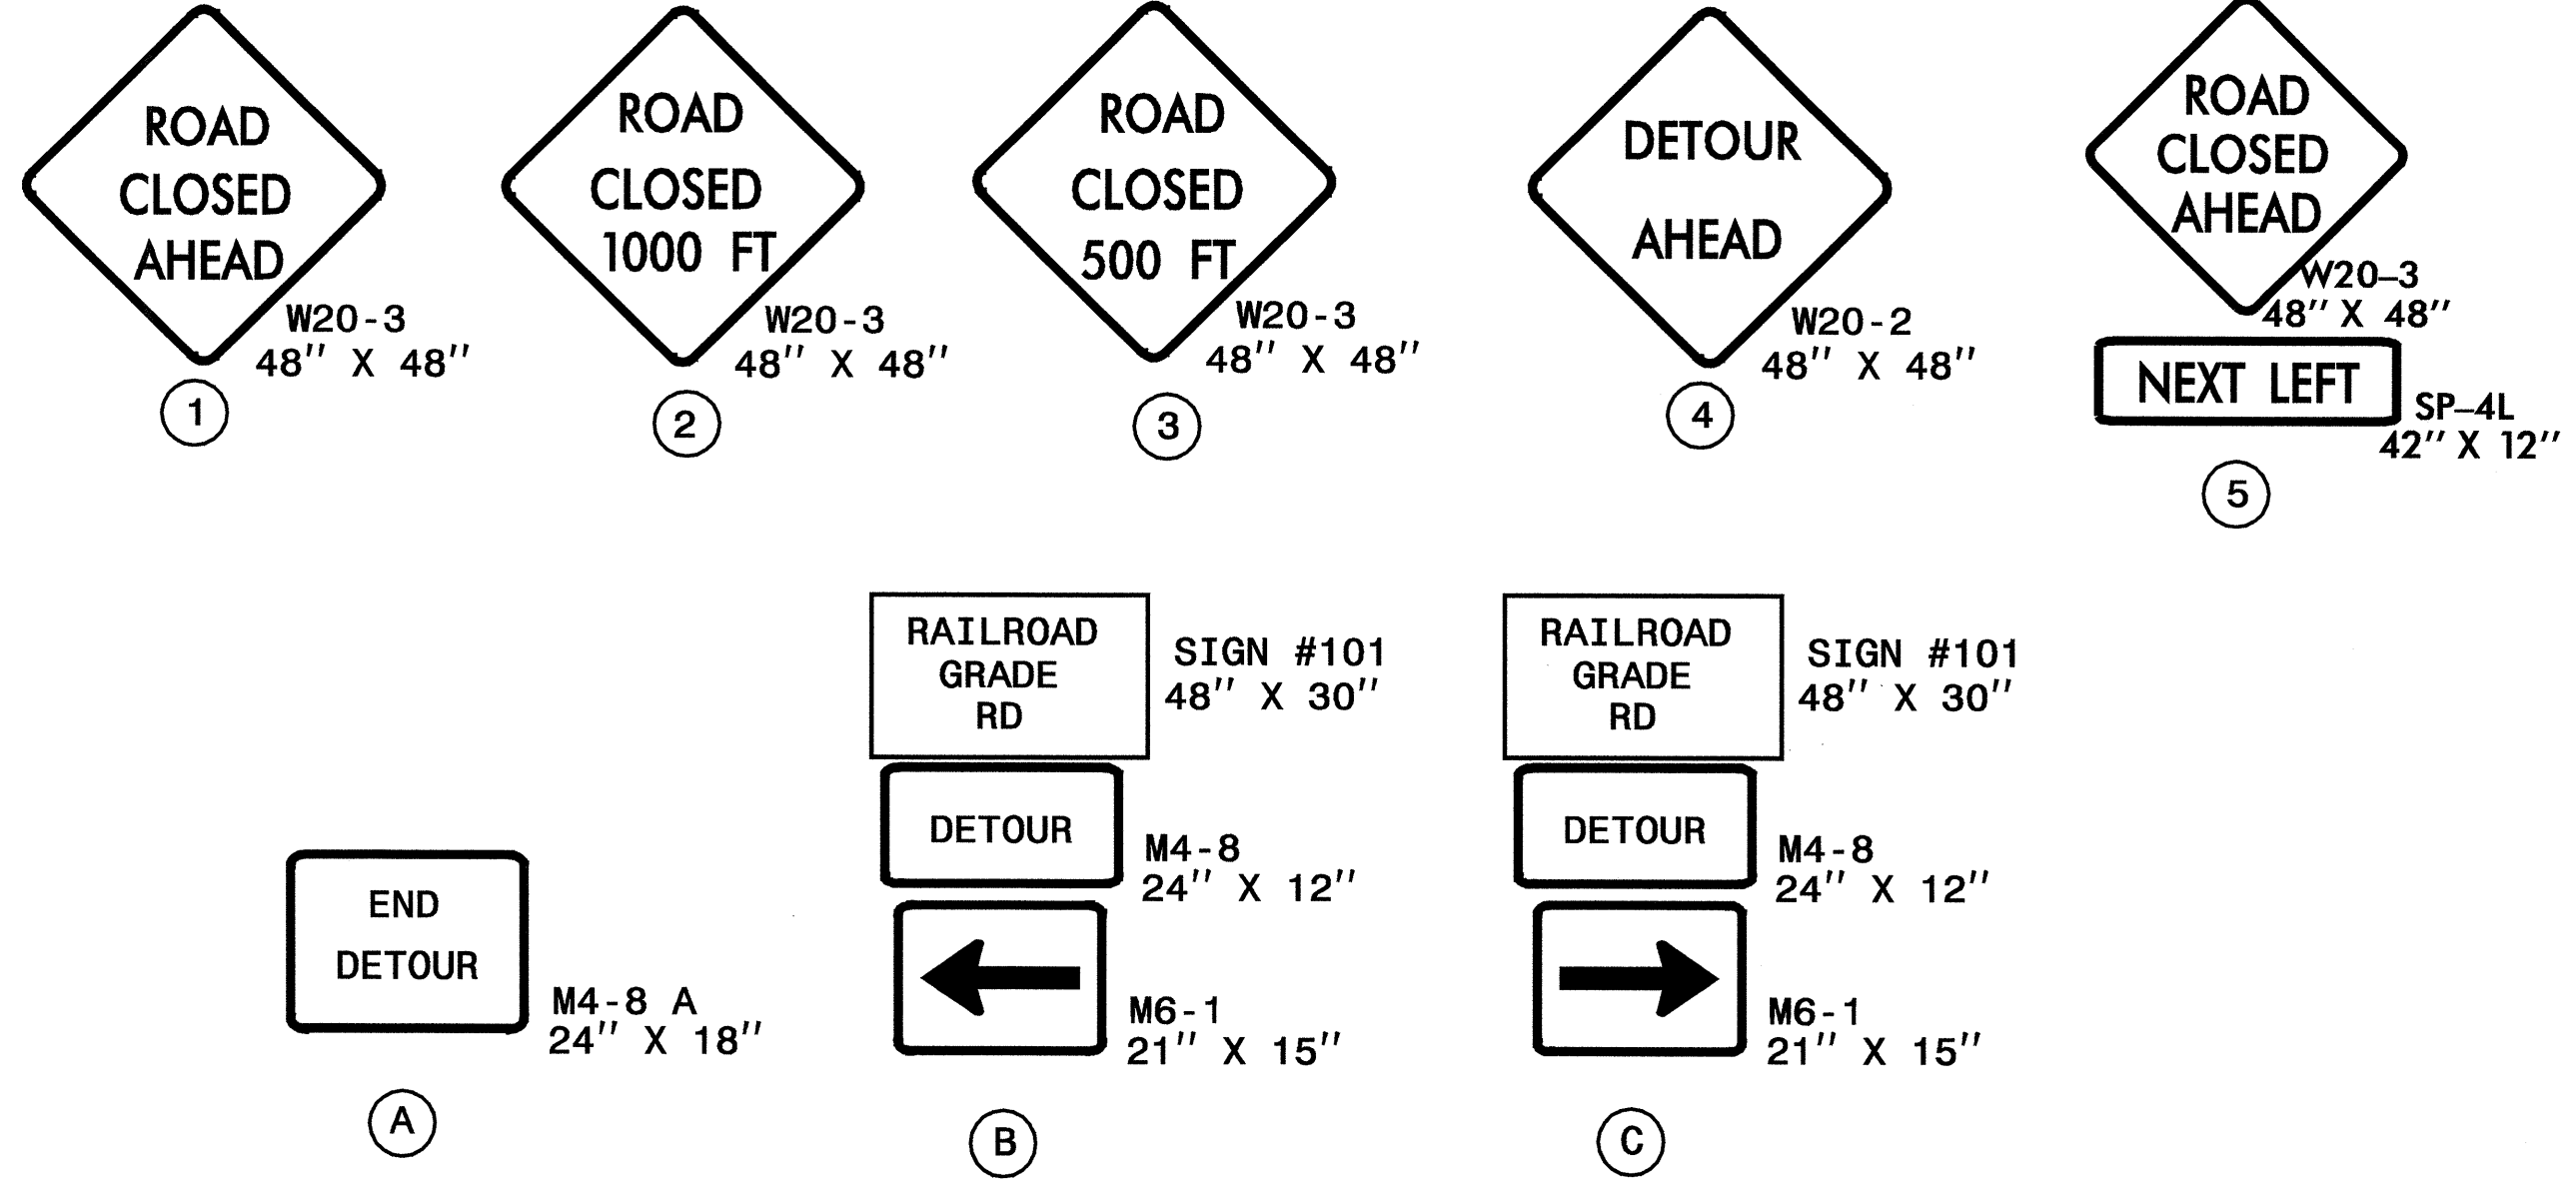 ROAD
CLOSED
AHEAD
W20-3
48" X 48"
1
ROAD
CLOSED
1000 FT
W20-3
48" X 48"
2
ROAD
CLOSED
500 FT
W20-3
48" X 48"
3
DETOUR
AHEAD
W20-2
48" X 48"
4
ROAD
CLOSED
AHEAD
W20-3
48" X 48"
NEXT LEFT
SP-4L
42" X 12"
5
END
DETOUR
M4-8 A
24" X 18"
A
RAILROAD
GRADE
RD
SIGN #101
48" X 30"
DETOUR
M4-8
24" X 12"
M6-1
21" X 15"
B
RAILROAD
GRADE
RD
SIGN #101
48" X 30"
DETOUR
M4-8
24" X 12"
M6-1
21" X 15"
C